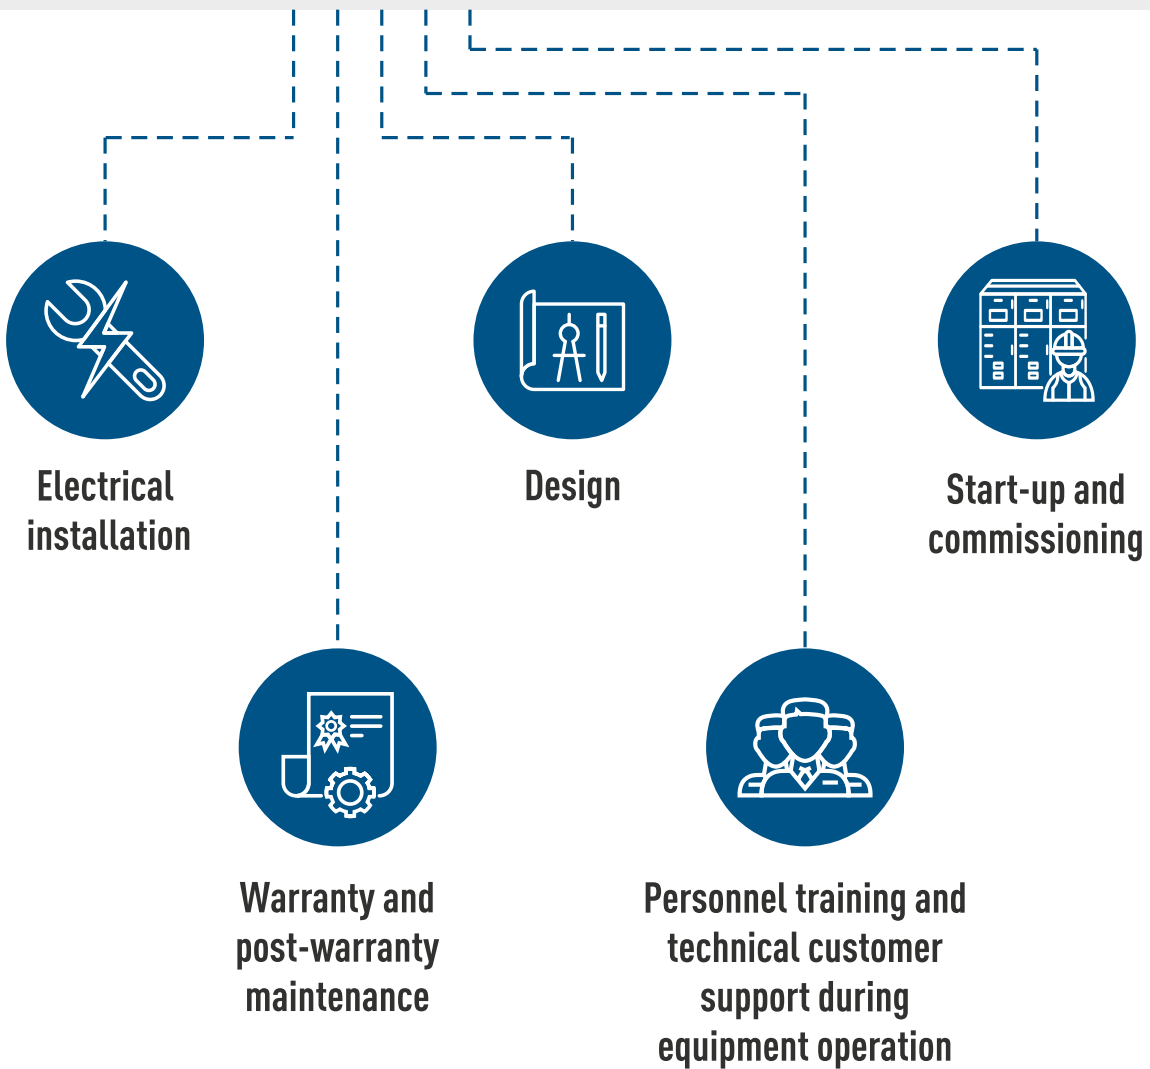 Electrical
installation
Design
Start-up and
commissioning
Warranty and
post-warranty
maintenance
Personnel training and
technical customer
support during
equipment operation